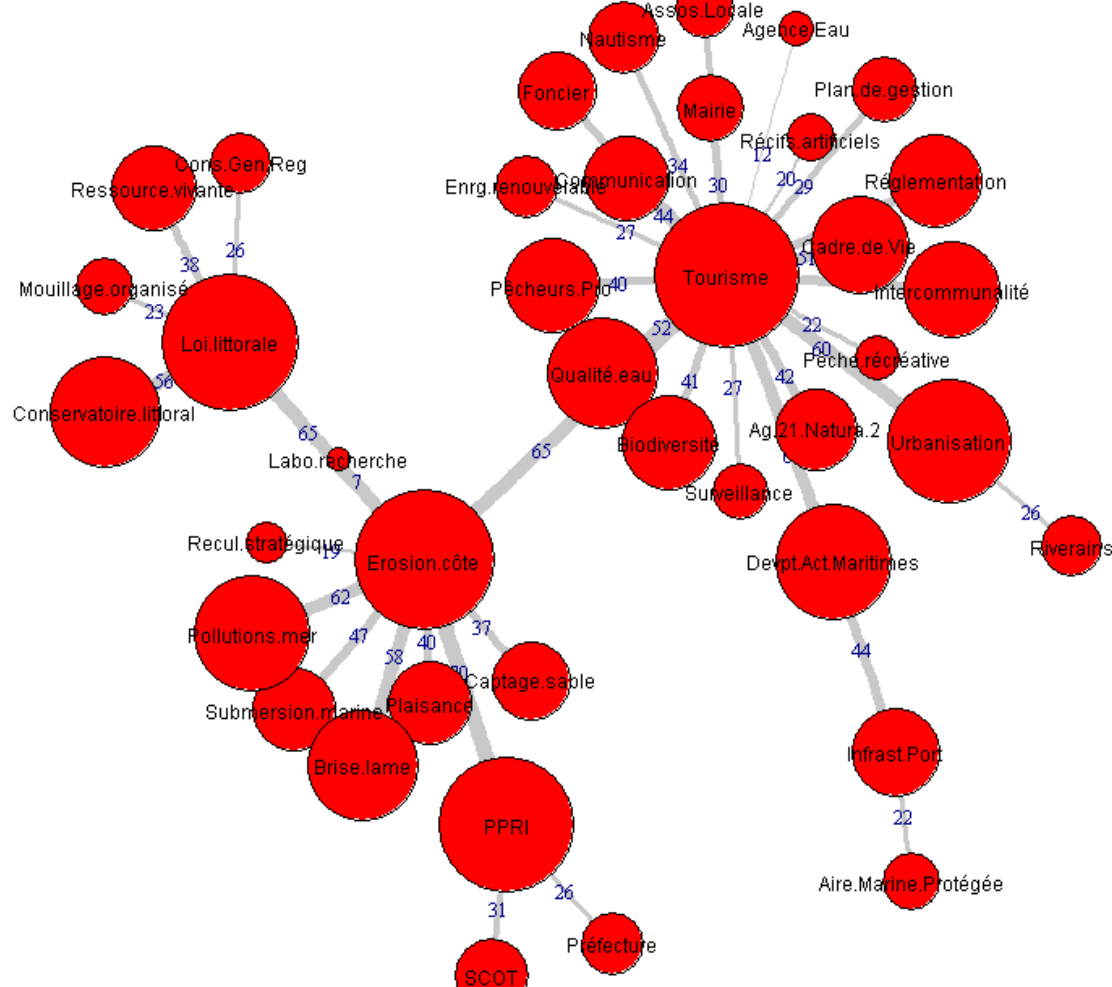 Assos.Locale
Agence.Eau
Nautisme
Foncier
Mairie
Plan.de.gestion
Récifs.artificiels
Cons.Gen.Reg
Ressource.vivante
34
12
Enrg.renouvelable
Communication
30
20
29
Réglementation
44
27
38
26
Cadre.de.Vie
51
Mouillage.organisé
Pêcheurs.Pro
40
Tourisme
Intercommunalité
23
Loi.littorale
52
22
60
Pêche.récréative
Qualité.eau
41
27
42
56
Conservatoire.littoral
65
Biodiversité
Ag.21.Natura.2
Urbanisation
65
Labo.recherche
7
Surveillance
26
Recul.stratégique
19
Erosion.côte
Devpt.Act.Maritimes
Riverains
62
Pollutions.mer
47
58
40
37
44
Captage.sable
Submersion.marine
Plaisance
Brise.lame
Infrast.Port
PPRI
22
Aire.Marine.Protégée
31
26
Préfecture
SCOT